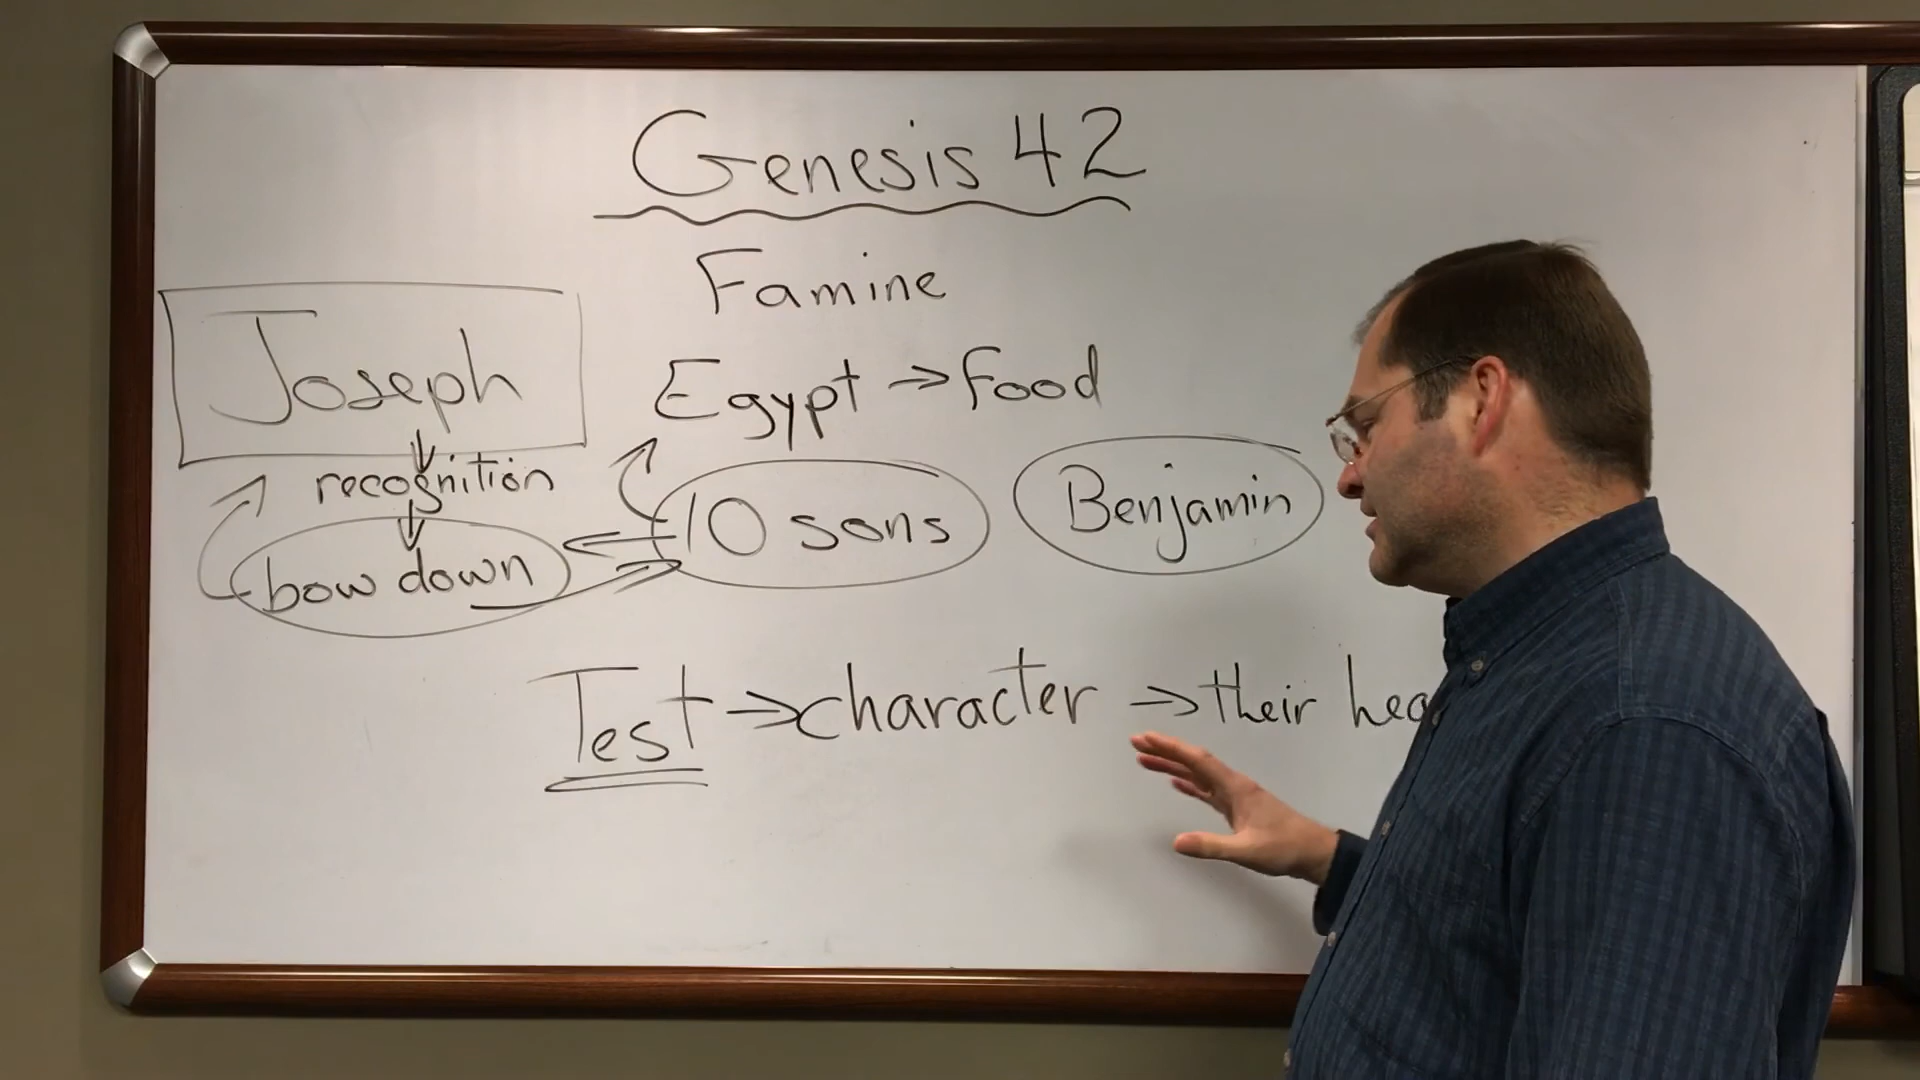 Genesis 42
Famine
Joseph
Egypt → Food
recognition
10 sons
Benjamin
bow down
Test → character → their